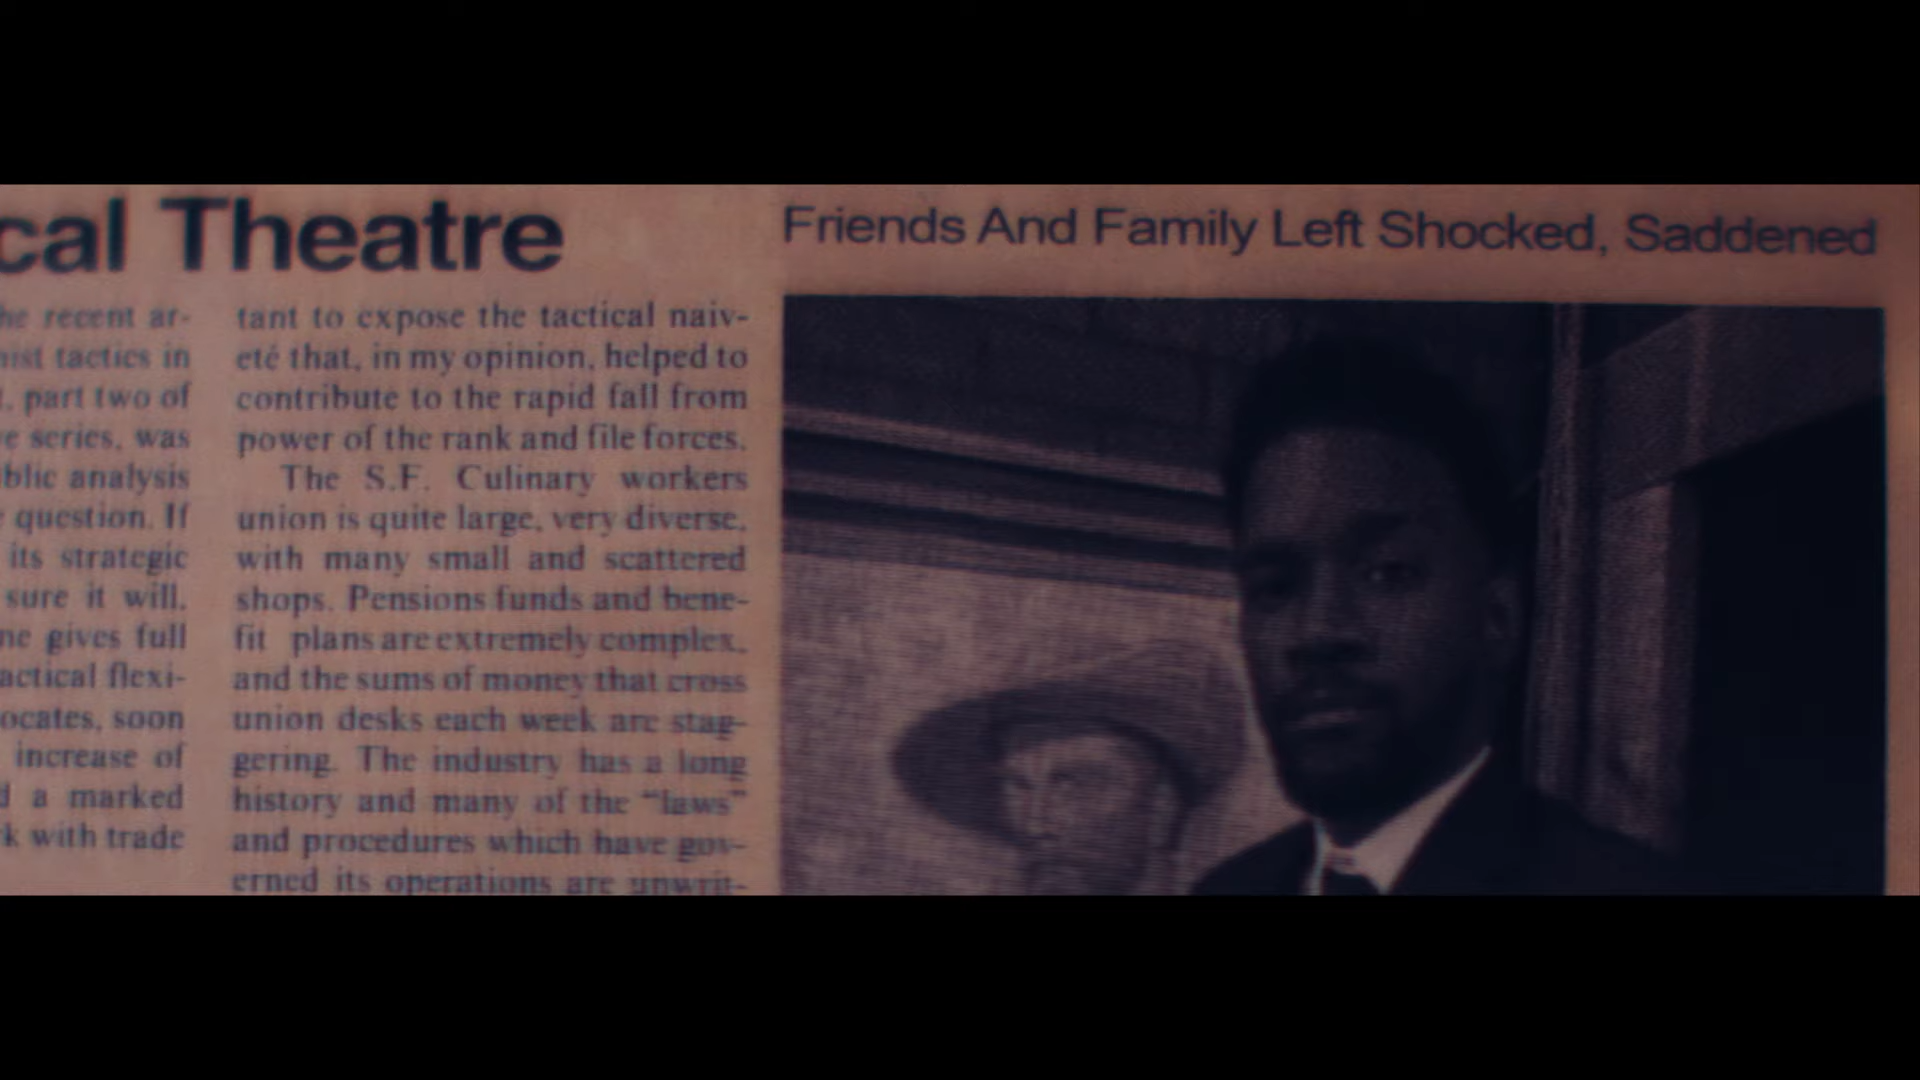 cal Theatre
he recent ar-
nist tactics in
t, part two of
e series, was
blic analysis
question. If
its strategic
sure it will,
ne gives full
actical flexi-
ocates, soon
increase of
d a marked
k with trade
tant to expose the tactical naiv-
eté that, in my opinion, helped to
contribute to the rapid fall from
power of the rank and file forces.
The S.F. Culinary workers
union is quite large, very diverse,
with many small and scattered
shops. Pensions funds and bene-
fit plans are extremely complex,
and the sums of money that cross
union desks each week are stag-
gering. The industry has a long
history and many of the "laws"
and procedures which have gov-
erned its operations are unwrit-
Friends And Family Left Shocked, Saddened